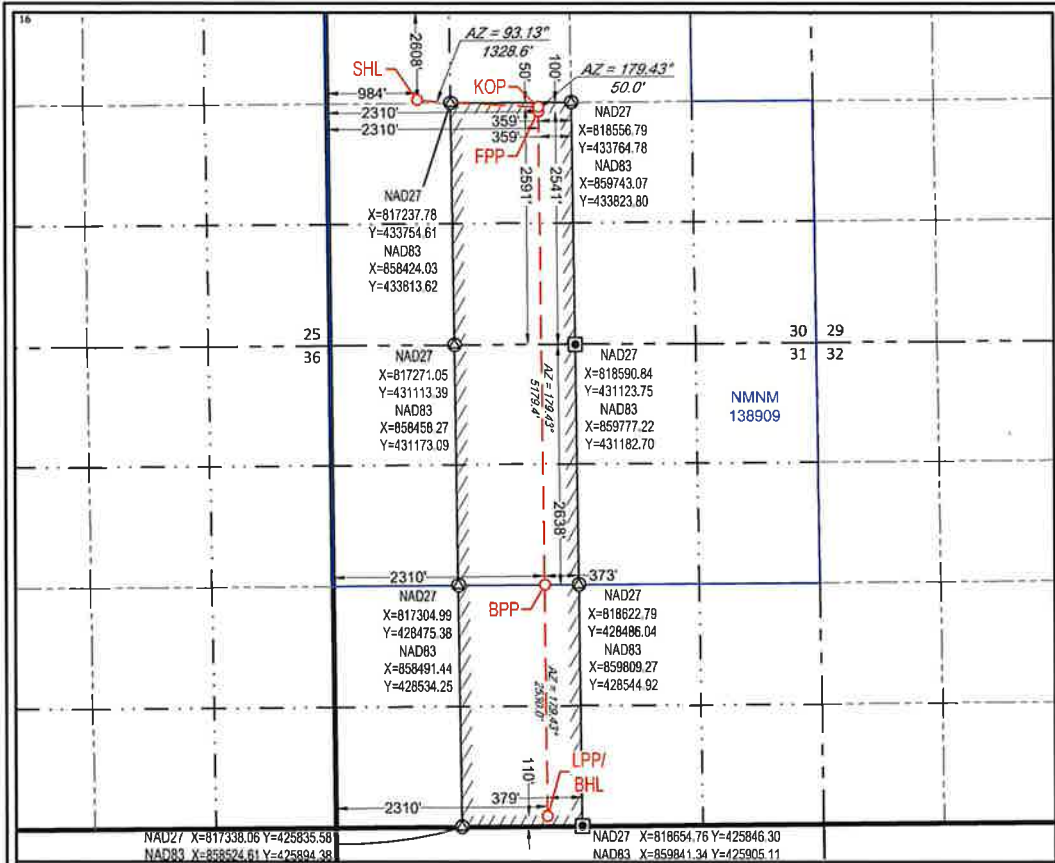 16
2608'
AZ = 93.13°
1328.6'
50'
100'
AZ = 179.43°
50.0'
SHL
KOP
984'
2310'
2310'
359'
359'
FPP
2591'
2541'
NAD27
X=818556.79
Y=433764.78
NAD83
X=859743.07
Y=433823.80
NAD27
X=817237.78
Y=433754.61
NAD83
X=858424.03
Y=433813.62
25
36
30 29
31 32
NAD27
X=817271.05
Y=431113.39
NAD83
X=858458.27
Y=431173.09
AZ = 179.43°
5179.4'
NAD27
X=818590.84
Y=431123.75
NAD83
X=859777.22
Y=431182.70
NMNM
138909
2638'
2310'
373'
BPP
NAD27
X=817304.99
Y=428475.38
NAD83
X=858491.44
Y=428534.25
NAD27
X=818622.79
Y=428486.04
NAD83
X=859809.27
Y=428544.92
AZ = 179.43°
LPP/
BHL
110'
379'
2310'
NAD27 X=817338.06 Y=425835.58
NAD83 X=858524.61 Y=425894.38
NAD27 X=818654.76 Y=425846.30
NAD83 X=859841.34 Y=425905.11